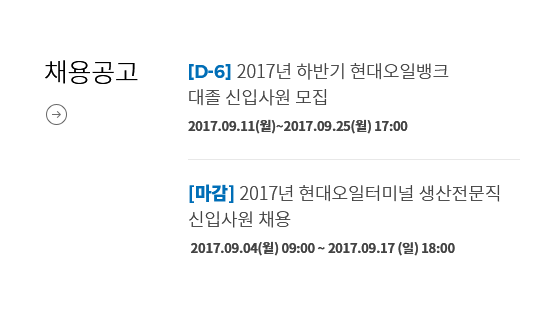 채용공고
[D-6] 2017년 하반기 현대오일뱅크
대졸 신입사원 모집
2017.09.11(월)~2017.09.25(월) 17:00
[마감] 2017년 현대오일터미널 생산전문직
신입사원 채용
2017.09.04(월) 09:00 ~ 2017.09.17 (일) 18:00